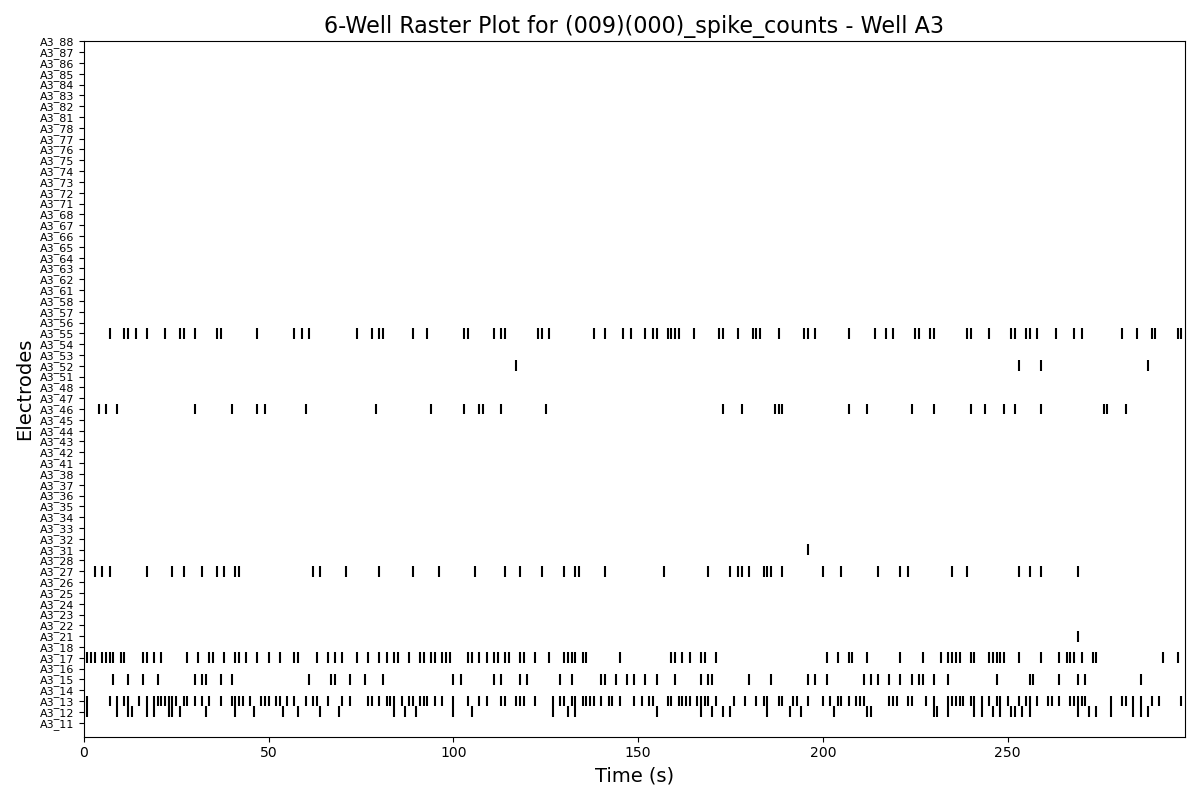 6-Well Raster Plot for (009)(000)_spike_counts - Well A3
Electrodes
A3_88
A3_87
A3_86
A3_85
A3_84
A3_83
A3_82
A3_81
A3_78
A3_77
A3_76
A3_75
A3_74
A3_73
A3_72
A3_71
A3_68
A3_67
A3_66
A3_65
A3_64
A3_63
A3_62
A3_61
A3_58
A3_57
A3_56
A3_55
A3_54
A3_53
A3_52
A3_51
A3_48
A3_47
A3_46
A3_45
A3_44
A3_43
A3_42
A3_41
A3_38
A3_37
A3_36
A3_35
A3_34
A3_33
A3_32
A3_31
A3_28
A3_27
A3_26
A3_25
A3_24
A3_23
A3_22
A3_21
A3_18
A3_17
A3_16
A3_15
A3_14
A3_13
A3_12
A3_11
0 50 100 150 200 250
Time (s)